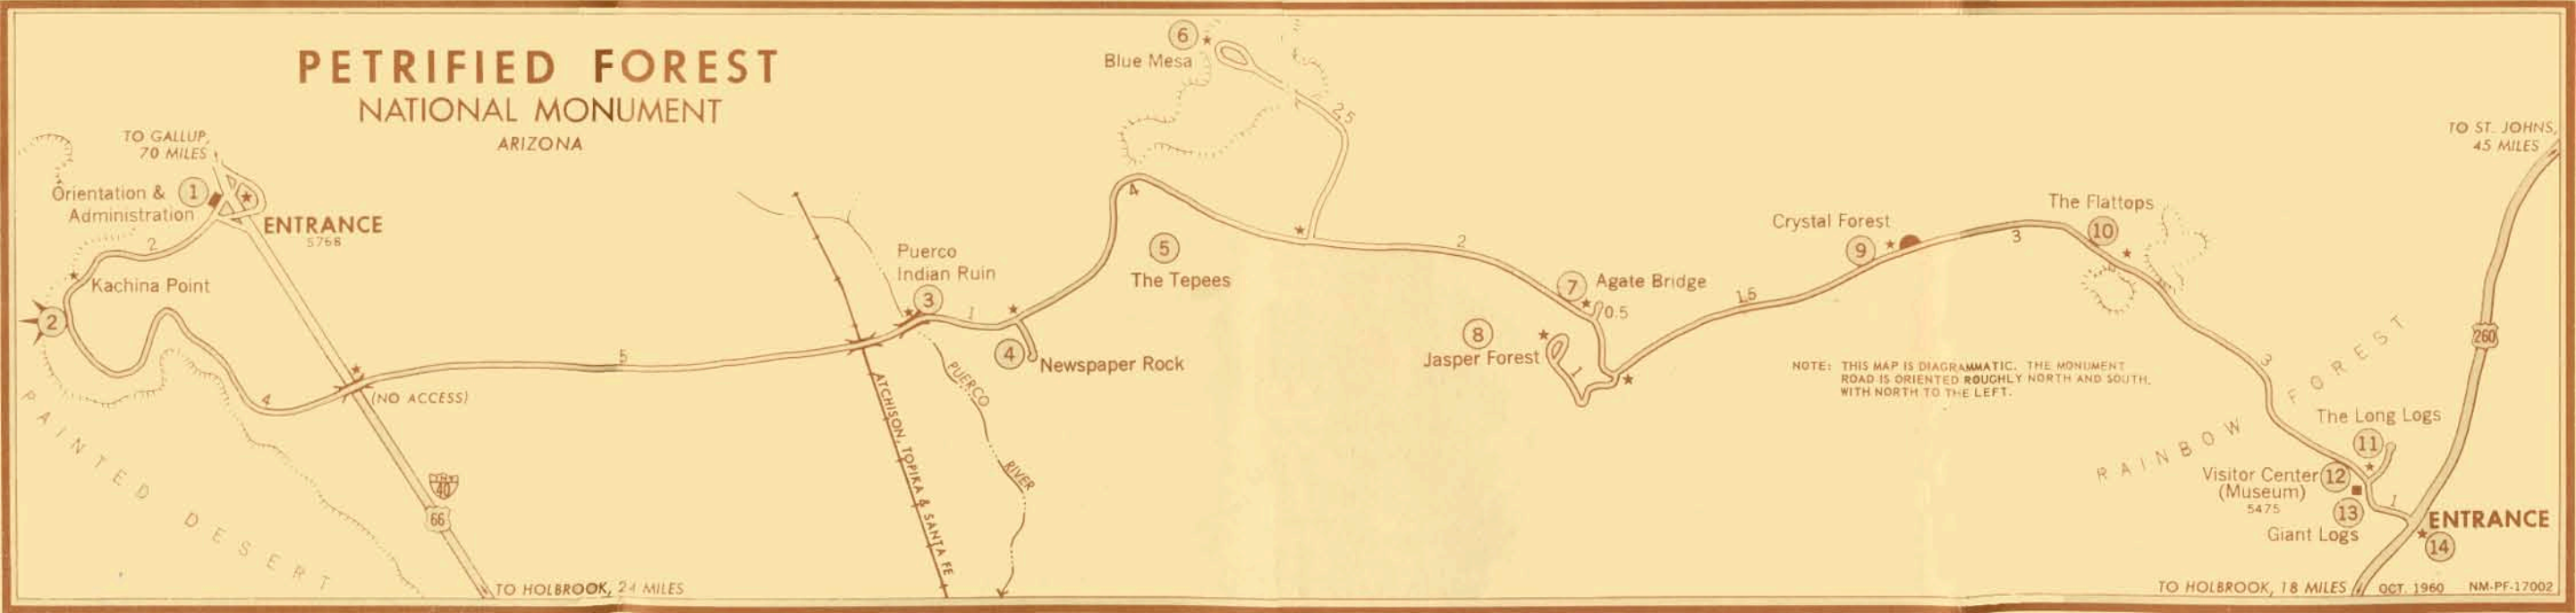 PETRIFIED FOREST
NATIONAL MONUMENT
ARIZONA
TO GALLUP,
70 MILES
Orientation &
Administration
1
ENTRANCE
5768
2
Kachina Point
2
PAINTED DESERT
4
(NO ACCESS)
40
66
TO HOLBROOK, 24 MILES
5
ATCHISON, TOPIKA & SANTA FE
PUERCO
RIVER
Puerco
Indian Ruin
3
1
4
Newspaper Rock
4
5
The Tepees
6
Blue Mesa
2.5
2
7
Agate Bridge
0.5
8
Jasper Forest
1
1.5
Crystal Forest
9
3
The Flattops
10
NOTE: THIS MAP IS DIAGRAMMATIC. THE MONUMENT
ROAD IS ORIENTED ROUGHLY NORTH AND SOUTH,
WITH NORTH TO THE LEFT.
3
RAINBOW FOREST
The Long Logs
11
Visitor Center
(Museum)
5475
12
13
Giant Logs
1
ENTRANCE
14
260
TO ST. JOHNS,
45 MILES
TO HOLBROOK, 18 MILES
OCT. 1960
NM-PF-17002